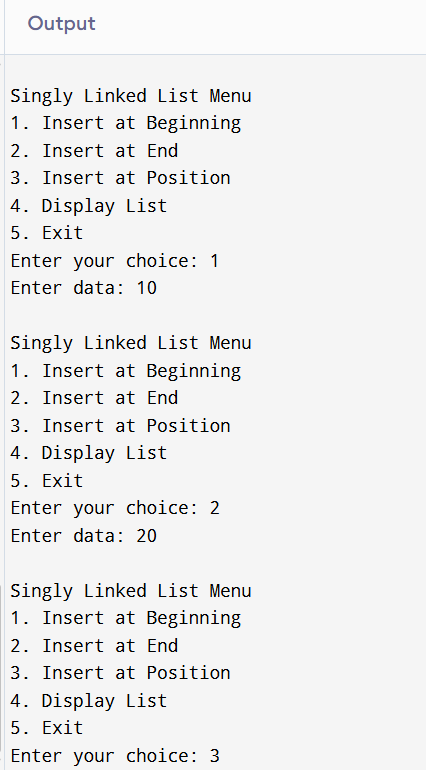 Output
Singly Linked List Menu
1. Insert at Beginning
2. Insert at End
3. Insert at Position
4. Display List
5. Exit
Enter your choice: 1
Enter data: 10
Singly Linked List Menu
1. Insert at Beginning
2. Insert at End
3. Insert at Position
4. Display List
5. Exit
Enter your choice: 2
Enter data: 20
Singly Linked List Menu
1. Insert at Beginning
2. Insert at End
3. Insert at Position
4. Display List
5. Exit
Enter your choice: 3